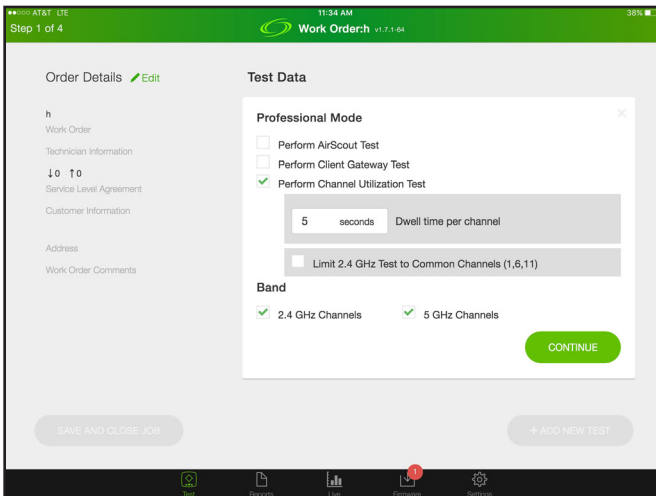 AT&T LTE 11:34 AM 38%
Step 1 of 4 Work Order:h v1.7.1-64
Order Details Edit
h
Work Order
Technician Information
↓0 ↑0
Service Level Agreement
Customer Information
Address
Work Order Comments
Test Data
Professional Mode
Perform AirScout Test
Perform Client Gateway Test
Perform Channel Utilization Test
5 seconds Dwell time per channel
Limit 2.4 GHz Test to Common Channels (1,6,11)
Band
2.4 GHz Channels 5 GHz Channels
CONTINUE
SAVE AND CLOSE JOB + ADD NEW TEST
1
Test Reports Live Firmware Settings